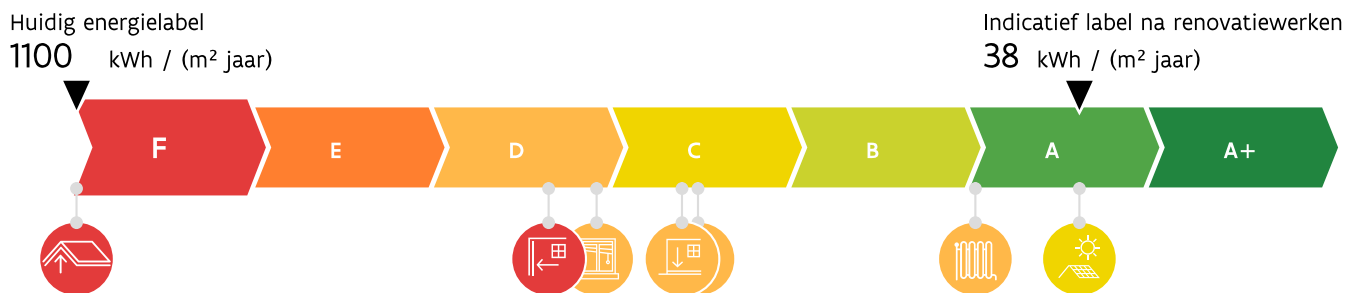 Huidig energielabel
1100 kWh / (m² jaar)
Indicatief label na renovatiewerken
38 kWh / (m² jaar)
F E D C B A A+